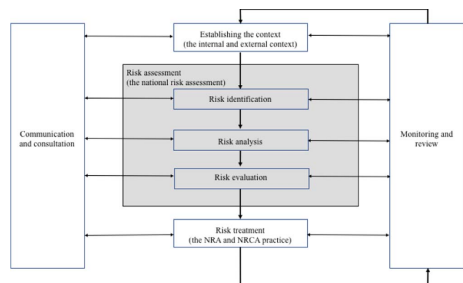 Establishing the context
(the internal and external context)
Risk assessment
(the national risk assessment)
Risk identification
Risk analysis
Risk evaluation
Risk treatment
(the NRA and NRCA practice)
Communication
and consultation
Monitoring and
review